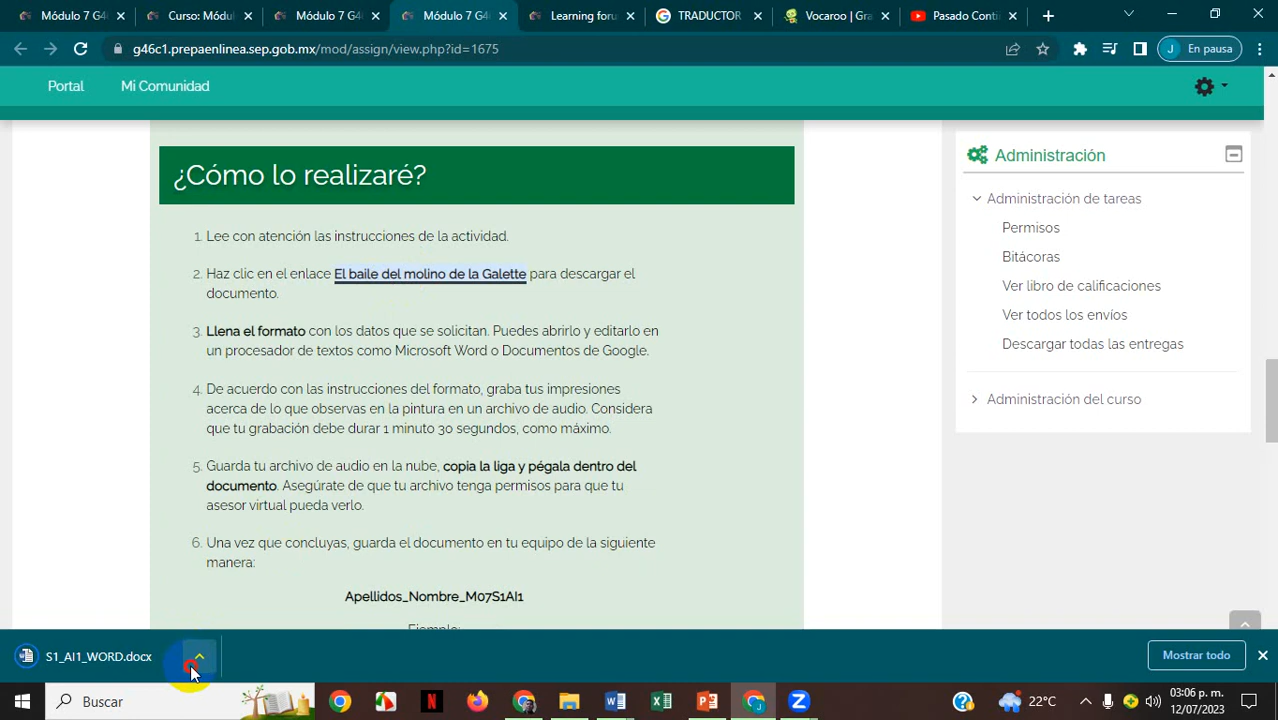 Módulo 7 G4
Curso: Módu
Módulo 7 G4
Módulo 7 G4
Learning foru
TRADUCTOR
Vocaroo | Gra
Pasado Conti
g46c1.prepaenlinea.sep.gob.mx/mod/assign/view.php?id=1675
J En pausa
Portal
Mi Comunidad
¿Cómo lo realizaré?
1. Lee con atención las instrucciones de la actividad.
2. Haz clic en el enlace El baile del molino de la Galette para descargar el
documento.
3. Llena el formato con los datos que se solicitan. Puedes abrirlo y editarlo en
un procesador de textos como Microsoft Word o Documentos de Google.
4. De acuerdo con las instrucciones del formato, graba tus impresiones
acerca de lo que observas en la pintura en un archivo de audio. Considera
que tu grabación debe durar 1 minuto 30 segundos, como máximo.
5. Guarda tu archivo de audio en la nube, copia la liga y pégala dentro del
documento. Asegúrate de que tu archivo tenga permisos para que tu
asesor virtual pueda verlo.
6. Una vez que concluyas, guarda el documento en tu equipo de la siguiente
manera:
Apellidos_Nombre_M07S1AI1
Ejemplo:
Administración
Administración de tareas
Permisos
Bitácoras
Ver libro de calificaciones
Ver todos los envíos
Descargar todas las entregas
Administración del curso
S1_AI1_WORD.docx
Mostrar todo
Buscar
22°C
03:06 p. m.
12/07/2023